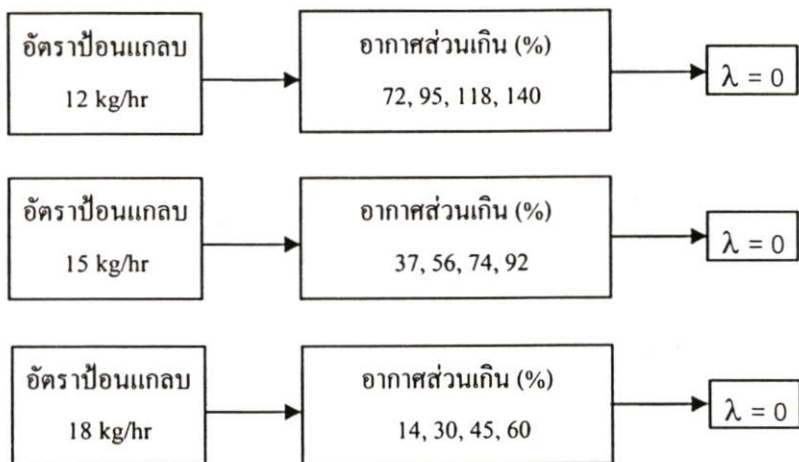 อัตราป้อนแกลบ
12 kg/hr
อากาศส่วนเกิน (%)
72, 95, 118, 140
λ = 0
อัตราป้อนแกลบ
15 kg/hr
อากาศส่วนเกิน (%)
37, 56, 74, 92
λ = 0
อัตราป้อนแกลบ
18 kg/hr
อากาศส่วนเกิน (%)
14, 30, 45, 60
λ = 0